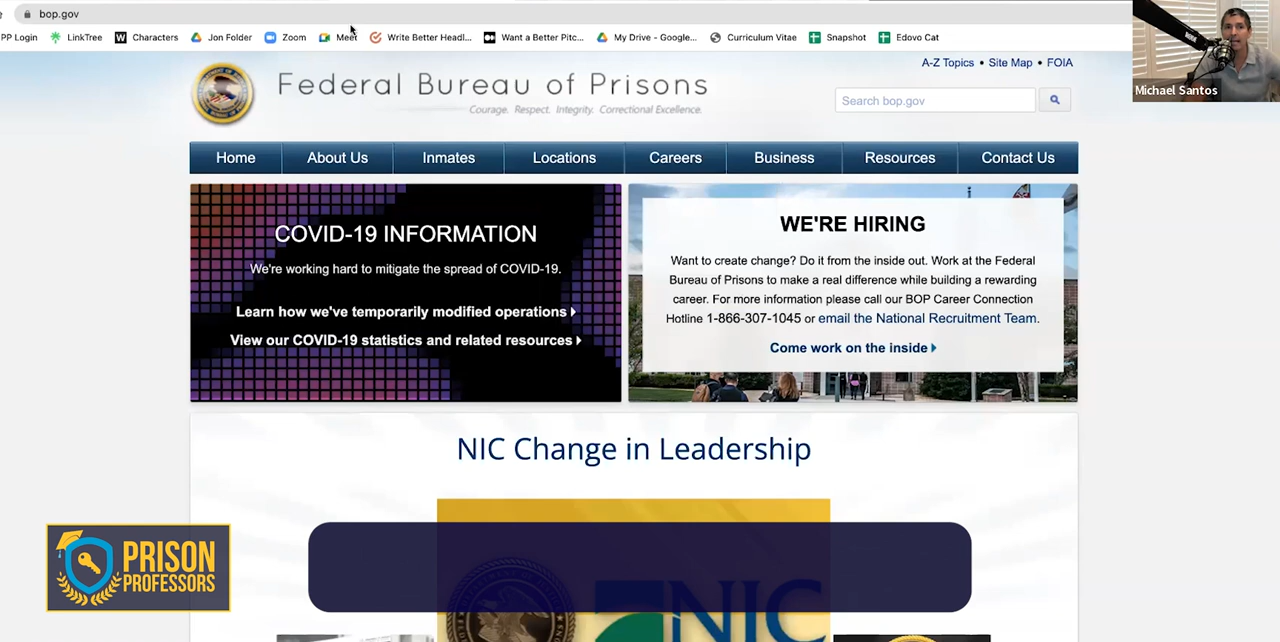 bop.gov
PP Login LinkTree Characters Jon Folder Zoom Meet Write Better Headl... Want a Better Pitc... My Drive - Google... Curriculum Vitae Snapshot Edovo Cat
Michael Santos
A-Z Topics • Site Map • FOIA
Federal Bureau of Prisons
Courage. Respect. Integrity. Correctional Excellence.
Search bop.gov
Home About Us Inmates Locations Careers Business Resources Contact Us
COVID-19 INFORMATION
We're working hard to mitigate the spread of COVID-19.
Learn how we've temporarily modified operations
View our COVID-19 statistics and related resources
WE'RE HIRING
Want to create change? Do it from the inside out. Work at the Federal
Bureau of Prisons to make a real difference while building a rewarding
career. For more information please call our BOP Career Connection
Hotline 1-866-307-1045 or email the National Recruitment Team.
Come work on the inside
NIC Change in Leadership
NIC
PRISON
PROFESSORS